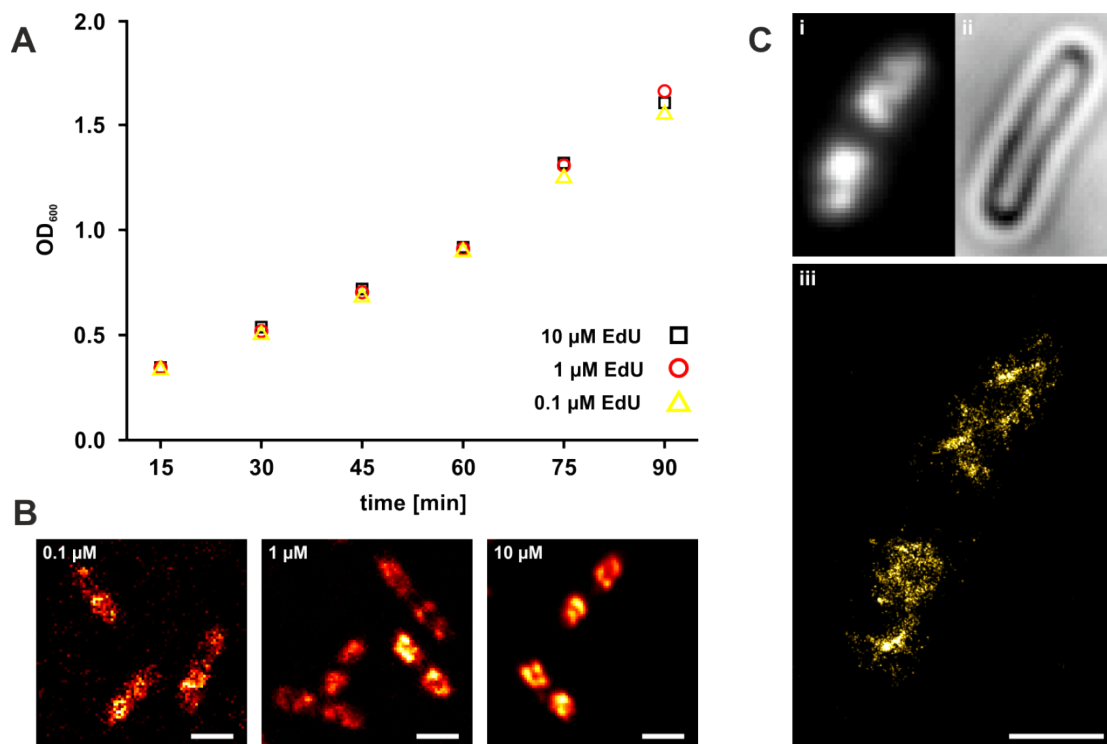 A
2.0
1.5
1.0
0.5
0.0
OD600
15 30 45 60 75 90
time [min]
10 µM EdU
1 µM EdU
0.1 µM EdU
B
0.1 µM
1 µM
10 µM
C
i
ii
iii